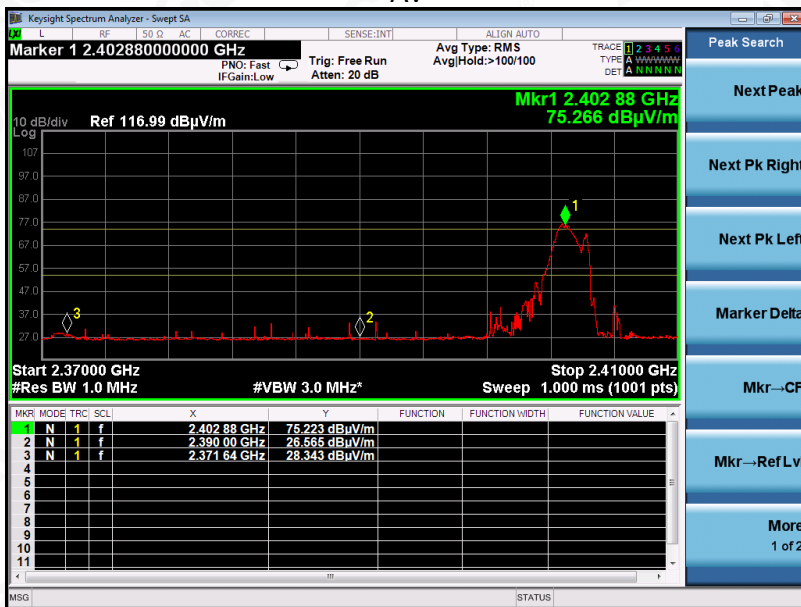 AV
Keysight Spectrum Analyzer - Swept SA
LXI L RF 50 Ω AC CORREC SENSE:INT ALIGN AUTO
Marker 1 2.402880000000 GHz
PNO: Fast
IFGain:Low
Trig: Free Run
Atten: 20 dB
Avg Type: RMS
Avg|Hold:>100/100
TRACE 1 2 3 4 5 6
TYPE A WWWWW
DET A N N N N N
Mkr1 2.402 88 GHz
75.266 dBµV/m
10 dB/div Ref 116.99 dBµV/m
Log
107
97.0
87.0
77.0
67.0
57.0
47.0
37.0
27.0
1
2
3
Start 2.37000 GHz Stop 2.41000 GHz
#Res BW 1.0 MHz #VBW 3.0 MHz* Sweep 1.000 ms (1001 pts)
MKR MODE TRC SCL X Y FUNCTION FUNCTION WIDTH FUNCTION VALUE
1 N 1 f 2.402 88 GHz 75.223 dBµV/m
2 N 1 f 2.390 00 GHz 26.565 dBµV/m
3 N 1 f 2.371 64 GHz 28.343 dBµV/m
4
5
6
7
8
9
10
11
MSG STATUS
Peak Search
Next Peak
Next Pk Right
Next Pk Left
Marker Delta
Mkr→CF
Mkr→Ref Lv
More
1 of 2